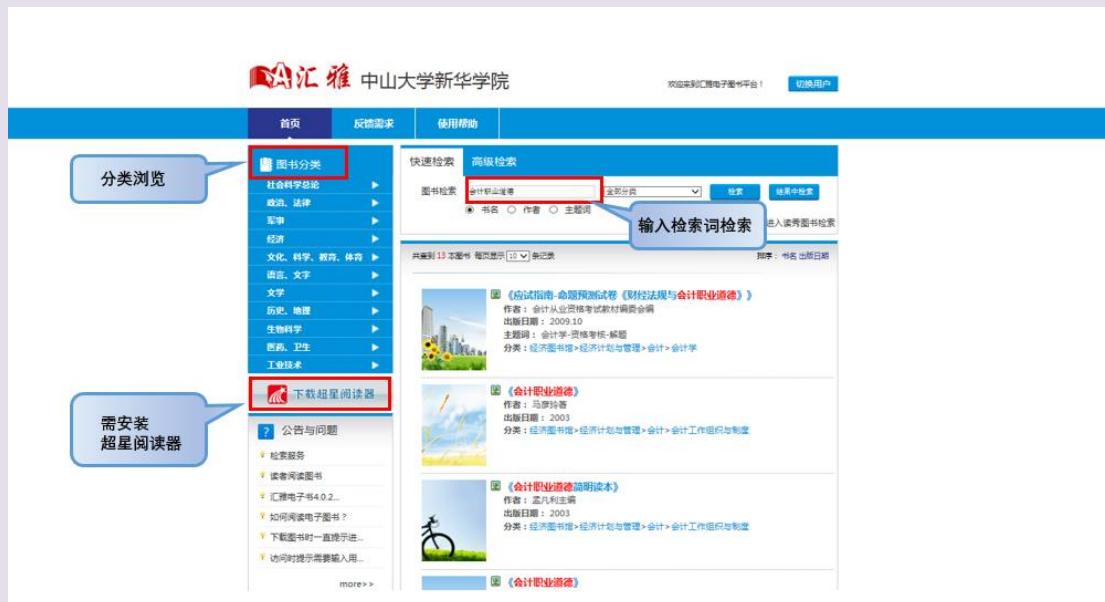 汇雅 中山大学新华学院
欢迎来到汇雅电子图书平台！ 切换用户
首页 反馈需求 使用帮助
分类浏览
图书分类
社会科学总论
政治、法律
军事
经济
文化、科学、教育、体育
语言、文字
文学
历史、地理
生物科学
医药、卫生
工业技术
下载超星阅读器
需安装
超星阅读器
公告与问题
检索服务
读者阅读图书
汇雅电子书4.0.2...
如何阅读电子图书？
下载图书时一直提示进...
访问时提示需要输入用...
more>>
快速检索 高级检索
图书检索 会计职业道德 全部分类 检索 结果中检索
书名 作者 主题词
输入检索词检索
进入读秀图书检索
共查到 13 本图书 每页显示 10 条记录 排序： 书名 出版日期
《应试指南-命题预测试卷《财经法规与会计职业道德》》
作者： 会计从业资格考试教材编委会编
出版日期： 2009.10
主题词： 会计学-资格考核-解题
分类：经济图书馆>经济计划与管理>会计>会计学
《会计职业道德》
作者： 马彦玲著
出版日期： 2003
分类：经济图书馆>经济计划与管理>会计>会计工作组织与制度
《会计职业道德简明读本》
作者： 孟凡利主编
出版日期： 2003
分类：经济图书馆>经济计划与管理>会计>会计工作组织与制度
《会计职业道德》